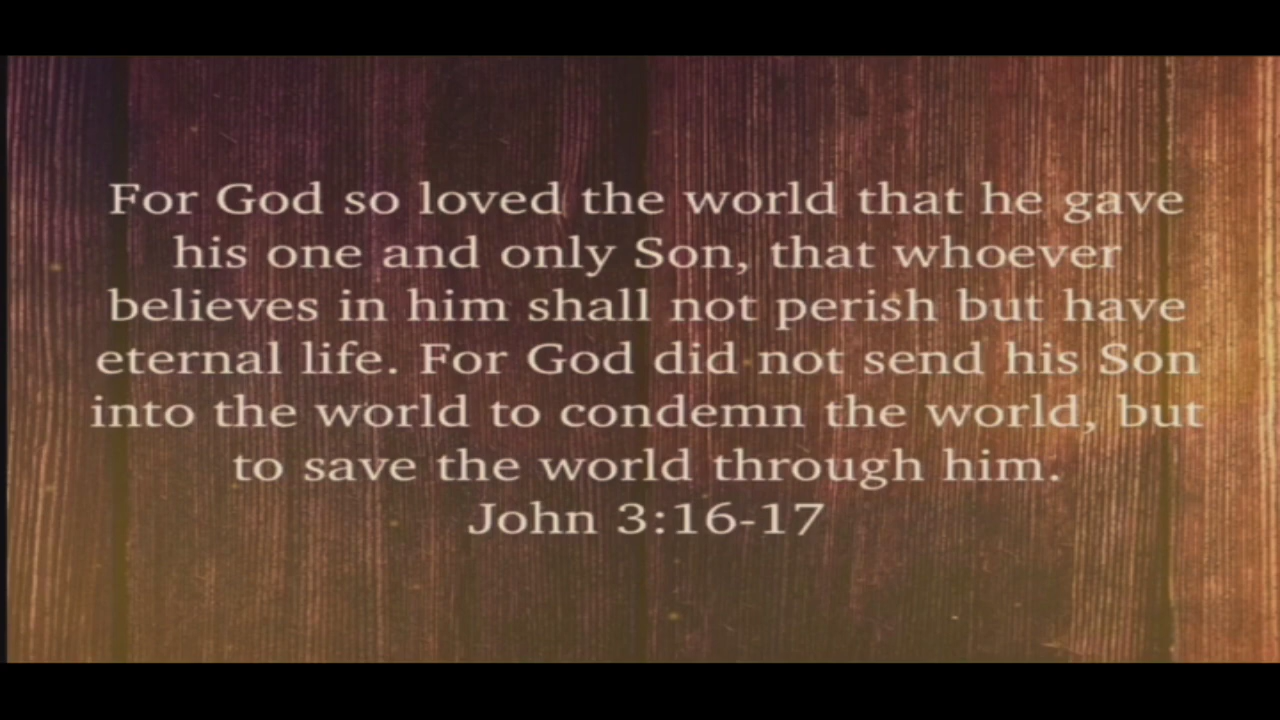 For God so loved the world that he gave
his one and only Son, that whoever
believes in him shall not perish but have
eternal life. For God did not send his Son
into the world to condemn the world, but
to save the world through him.
John 3:16-17